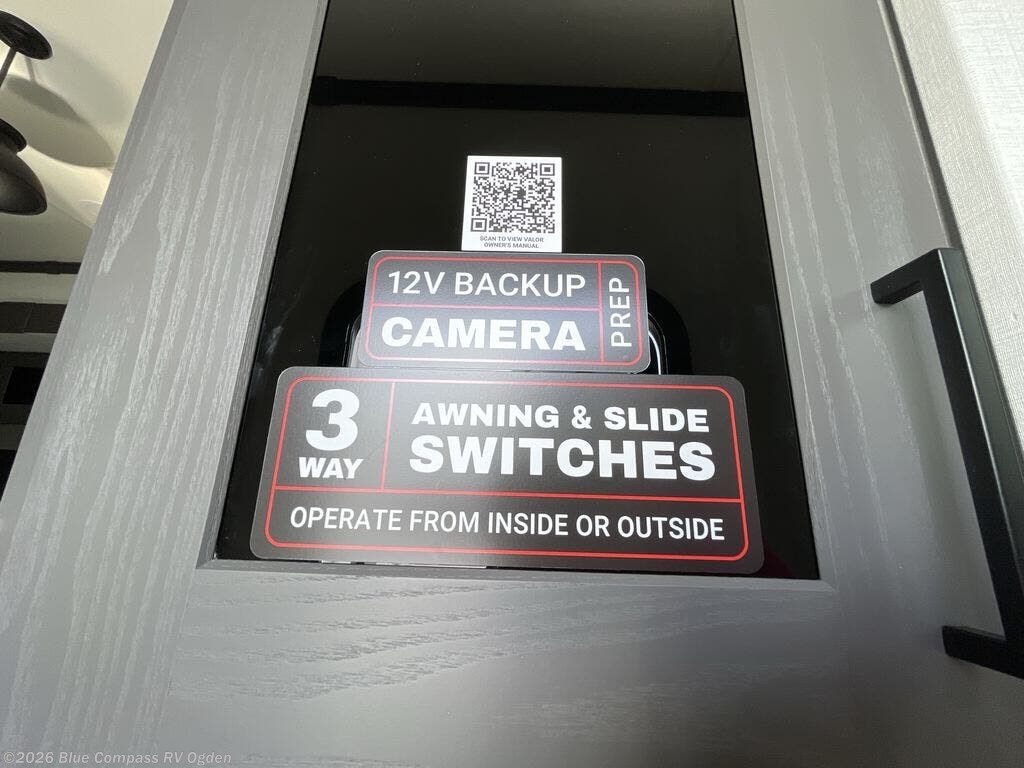 SCAN TO VIEW VALOR
OWNER'S MANUAL
12V BACKUP
CAMERA
PREP
3
WAY
AWNING & SLIDE
SWITCHES
OPERATE FROM INSIDE OR OUTSIDE
©2026 Blue Compass RV Ogden